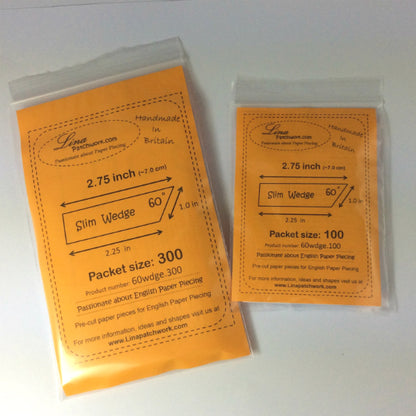 Lina
Patchwork.com
Passionate about Paper Piecing
Handmade
in
Britain
2.75 inch (~7.0 cm)
Slim Wedge 60°
1.0 in
2.25 in
Packet size: 300
Product number: 60wdge.300
Passionate about English Paper Piecing
Pre-cut paper pieces for English Paper Piecing
For more information, ideas and shapes visit us at
www.Linapatchwork.com
Lina
Patchwork.com
Passionate about Paper Piecing
Handmade
in
Britain
2.75 inch (~7.0 cm)
Slim Wedge 60°
1.0 in
2.25 in
Packet size: 100
Product number: 60wdge.100
Passionate about English Paper Piecing
Pre-cut paper pieces for English Paper Piecing
For more information, ideas and shapes visit us at
www.Linapatchwork.com